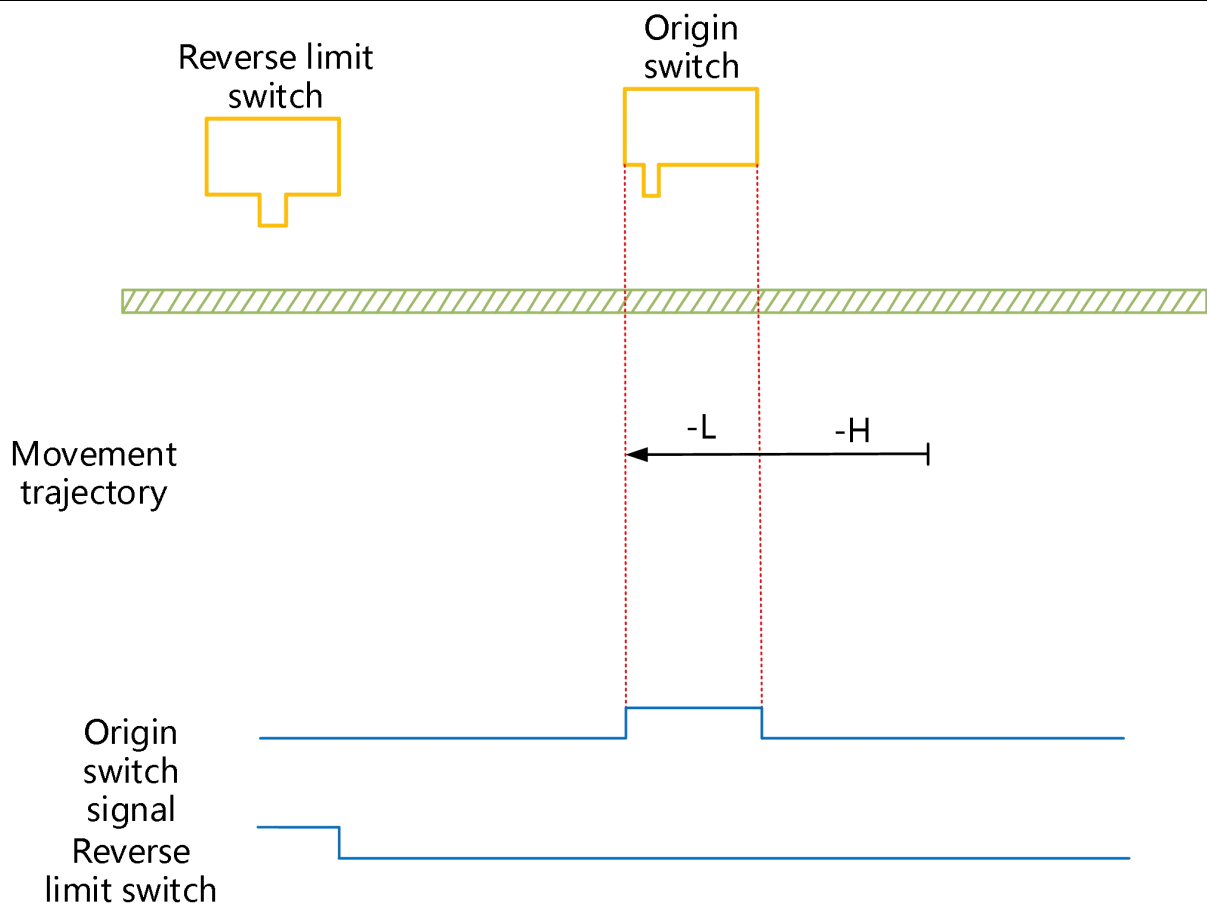 Reverse limit
switch
Origin
switch
-L
-H
Movement
trajectory
Origin
switch
signal
Reverse
limit switch